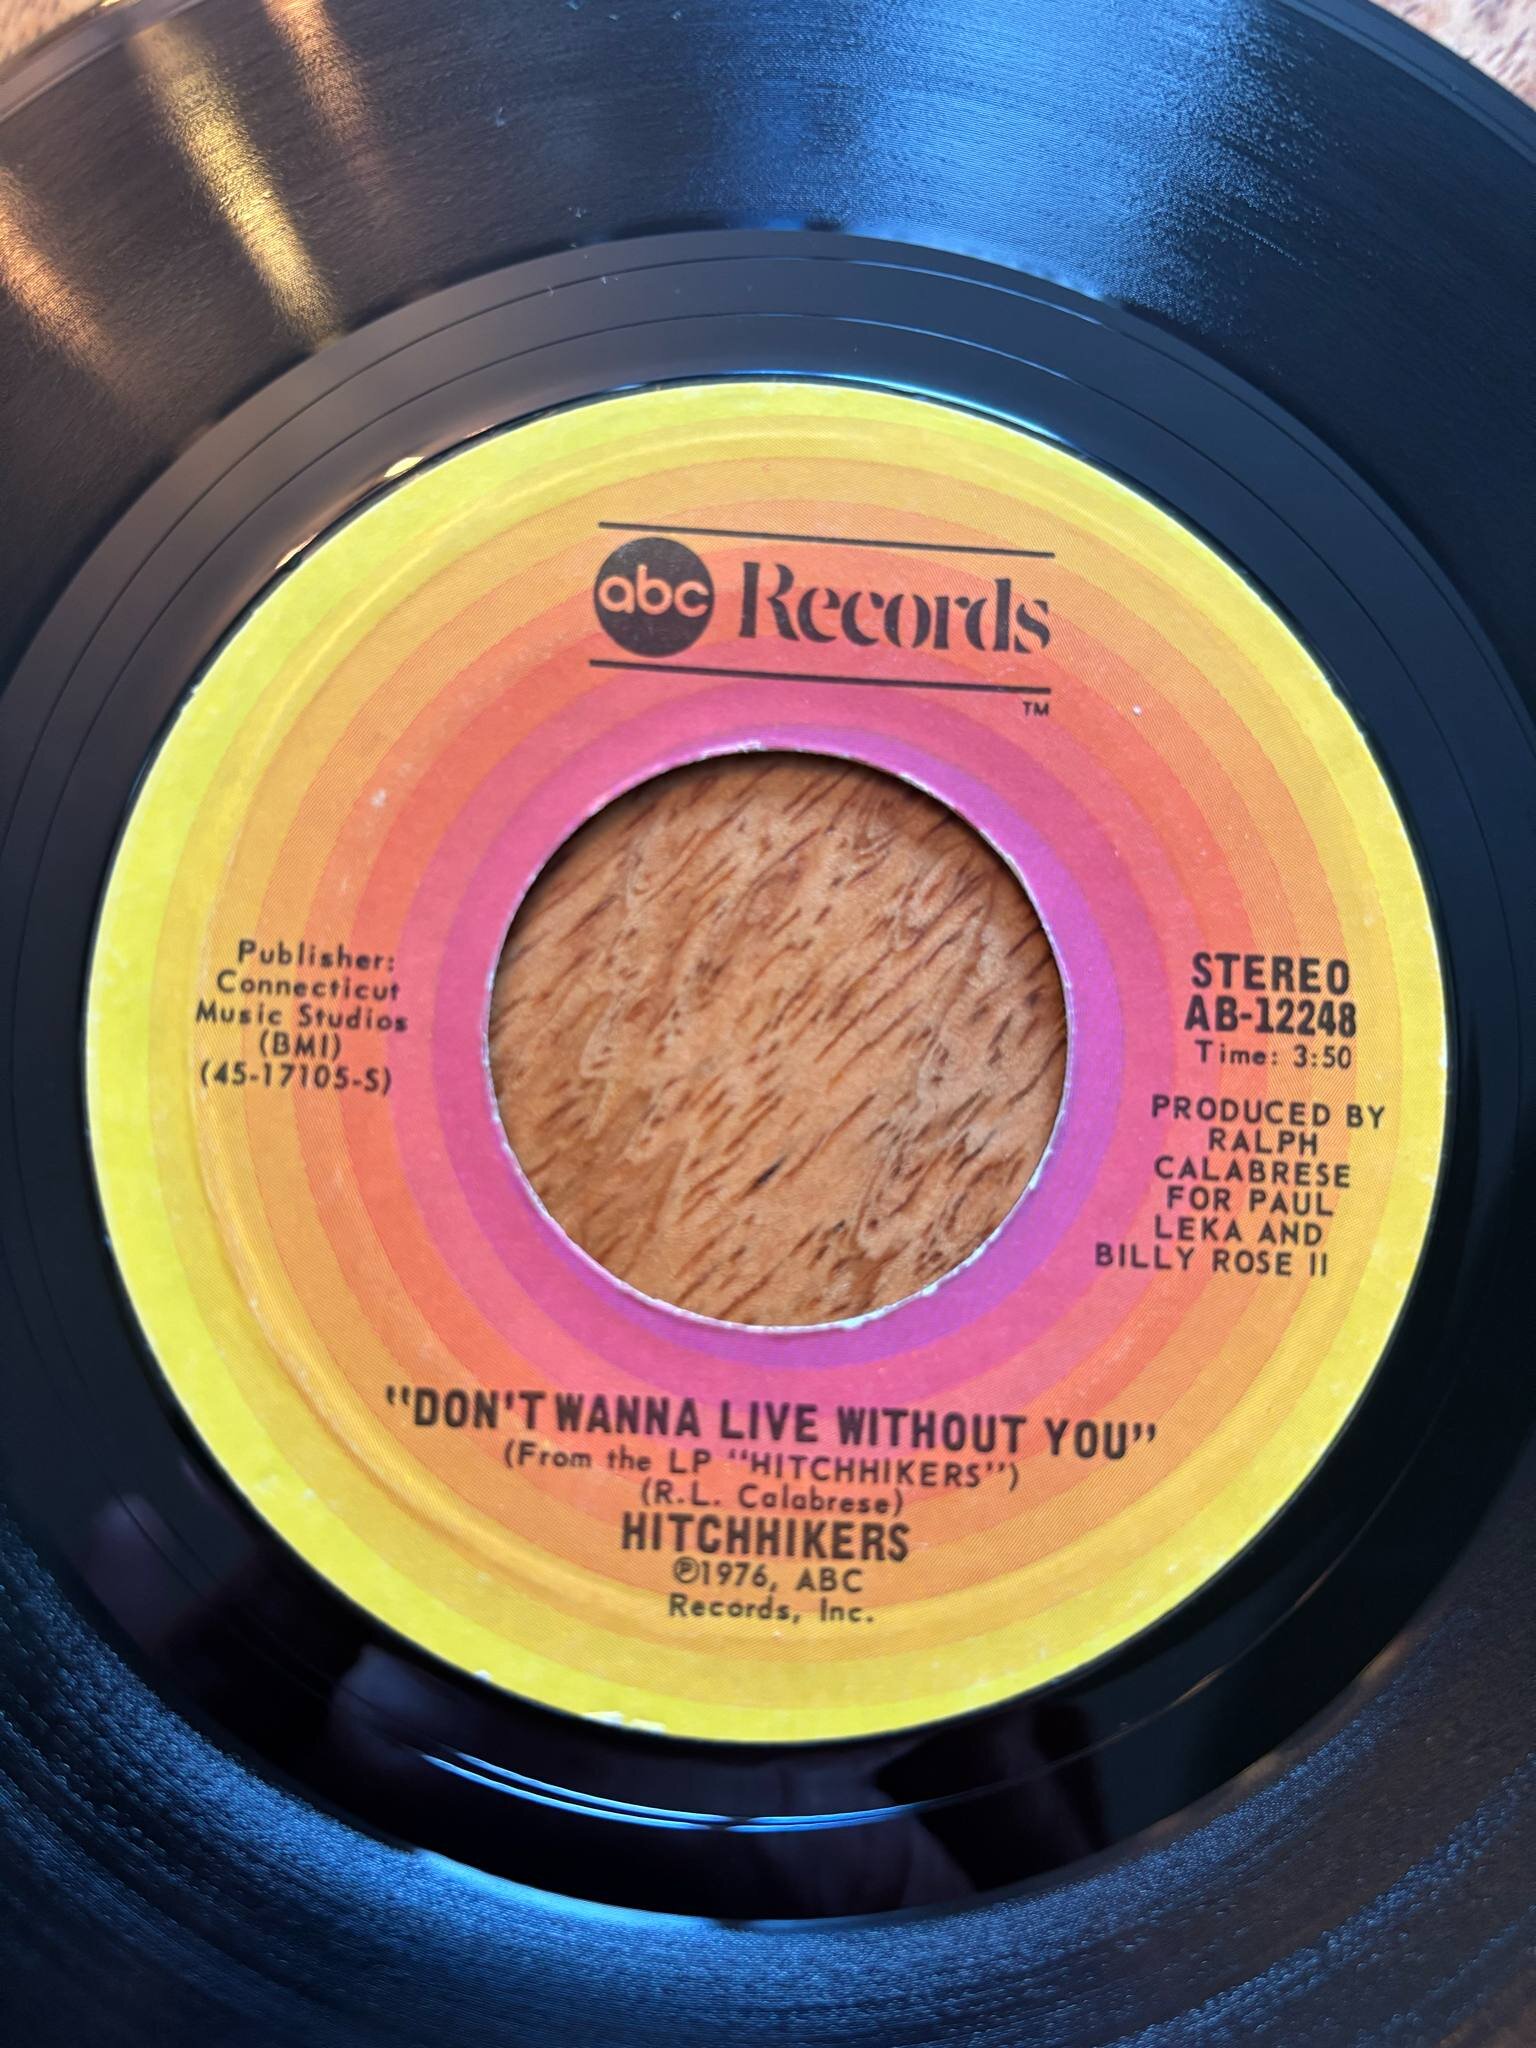 abc Records
TM
Publisher:
Connecticut
Music Studios
(BMI)
(45-17105-S)
STEREO
AB-12248
Time: 3:50
PRODUCED BY
RALPH
CALABRESE
FOR PAUL
LEKA AND
BILLY ROSE II
"DON'T WANNA LIVE WITHOUT YOU"
(From the LP "HITCHHIKERS")
(R.L. Calabrese)
HITCHHIKERS
℗1976, ABC
Records, Inc.